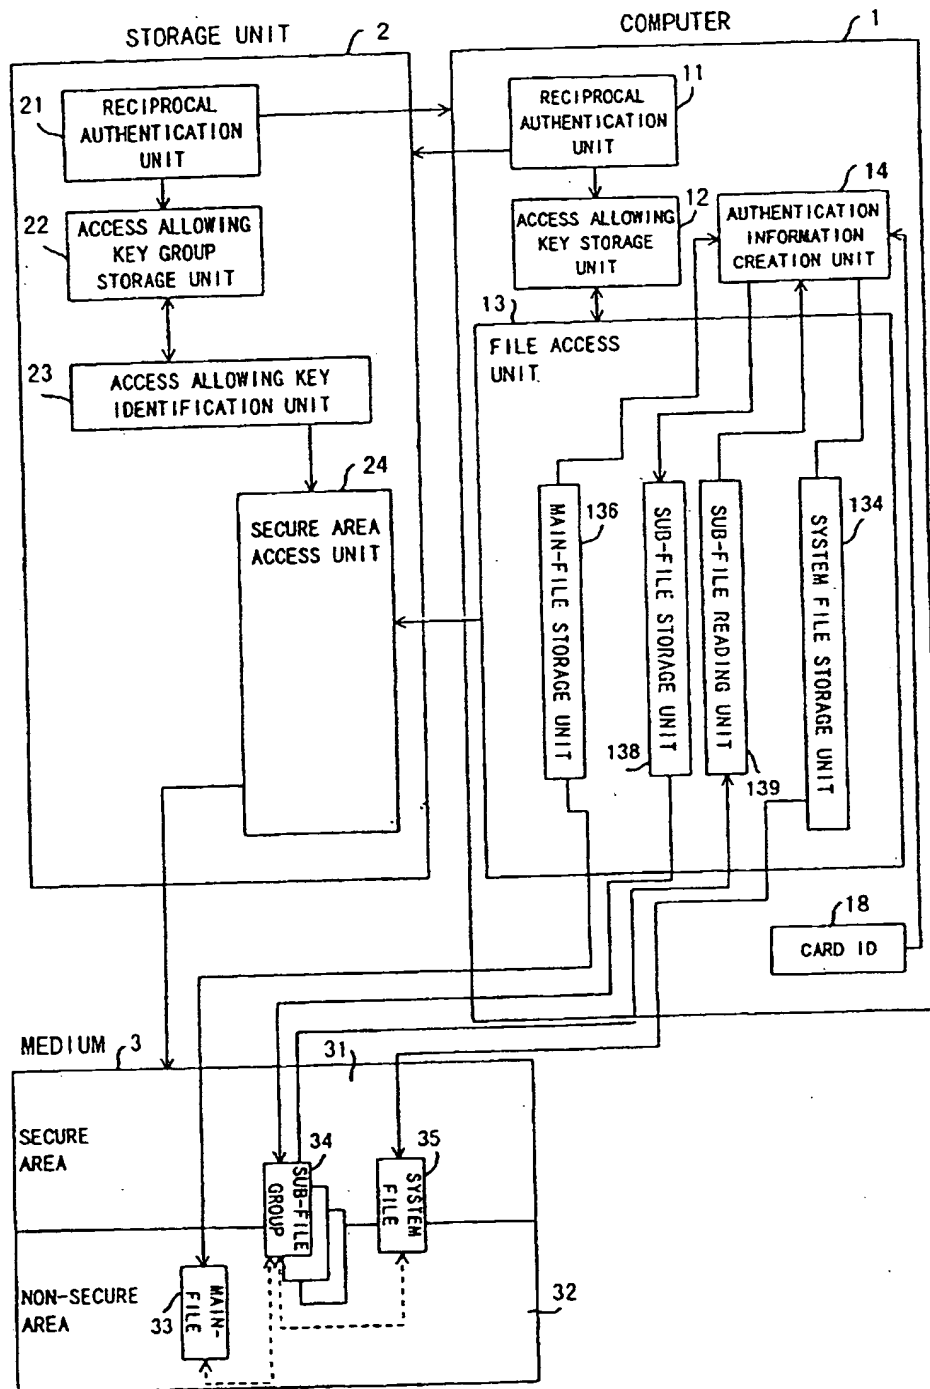 STORAGE UNIT
2
21
RECIPROCAL
AUTHENTICATION
UNIT
22
ACCESS ALLOWING
KEY GROUP
STORAGE UNIT
23
ACCESS ALLOWING KEY
IDENTIFICATION UNIT
24
SECURE AREA
ACCESS UNIT
COMPUTER
1
11
RECIPROCAL
AUTHENTICATION
UNIT
12
ACCESS ALLOWING
KEY STORAGE
UNIT
14
AUTHENTICATION
INFORMATION
CREATION UNIT
13
FILE ACCESS
UNIT
MAIN-FILE STORAGE UNIT
136
SUB-FILE STORAGE UNIT
138
SUB-FILE READING UNIT
139
SYSTEM FILE STORAGE UNIT
134
18
CARD ID
MEDIUM
3
31
SECURE
AREA
34
SUB-FILE
GROUP
35
SYSTEM
FILE
NON-SECURE
AREA
33
MAIN-
FILE
32